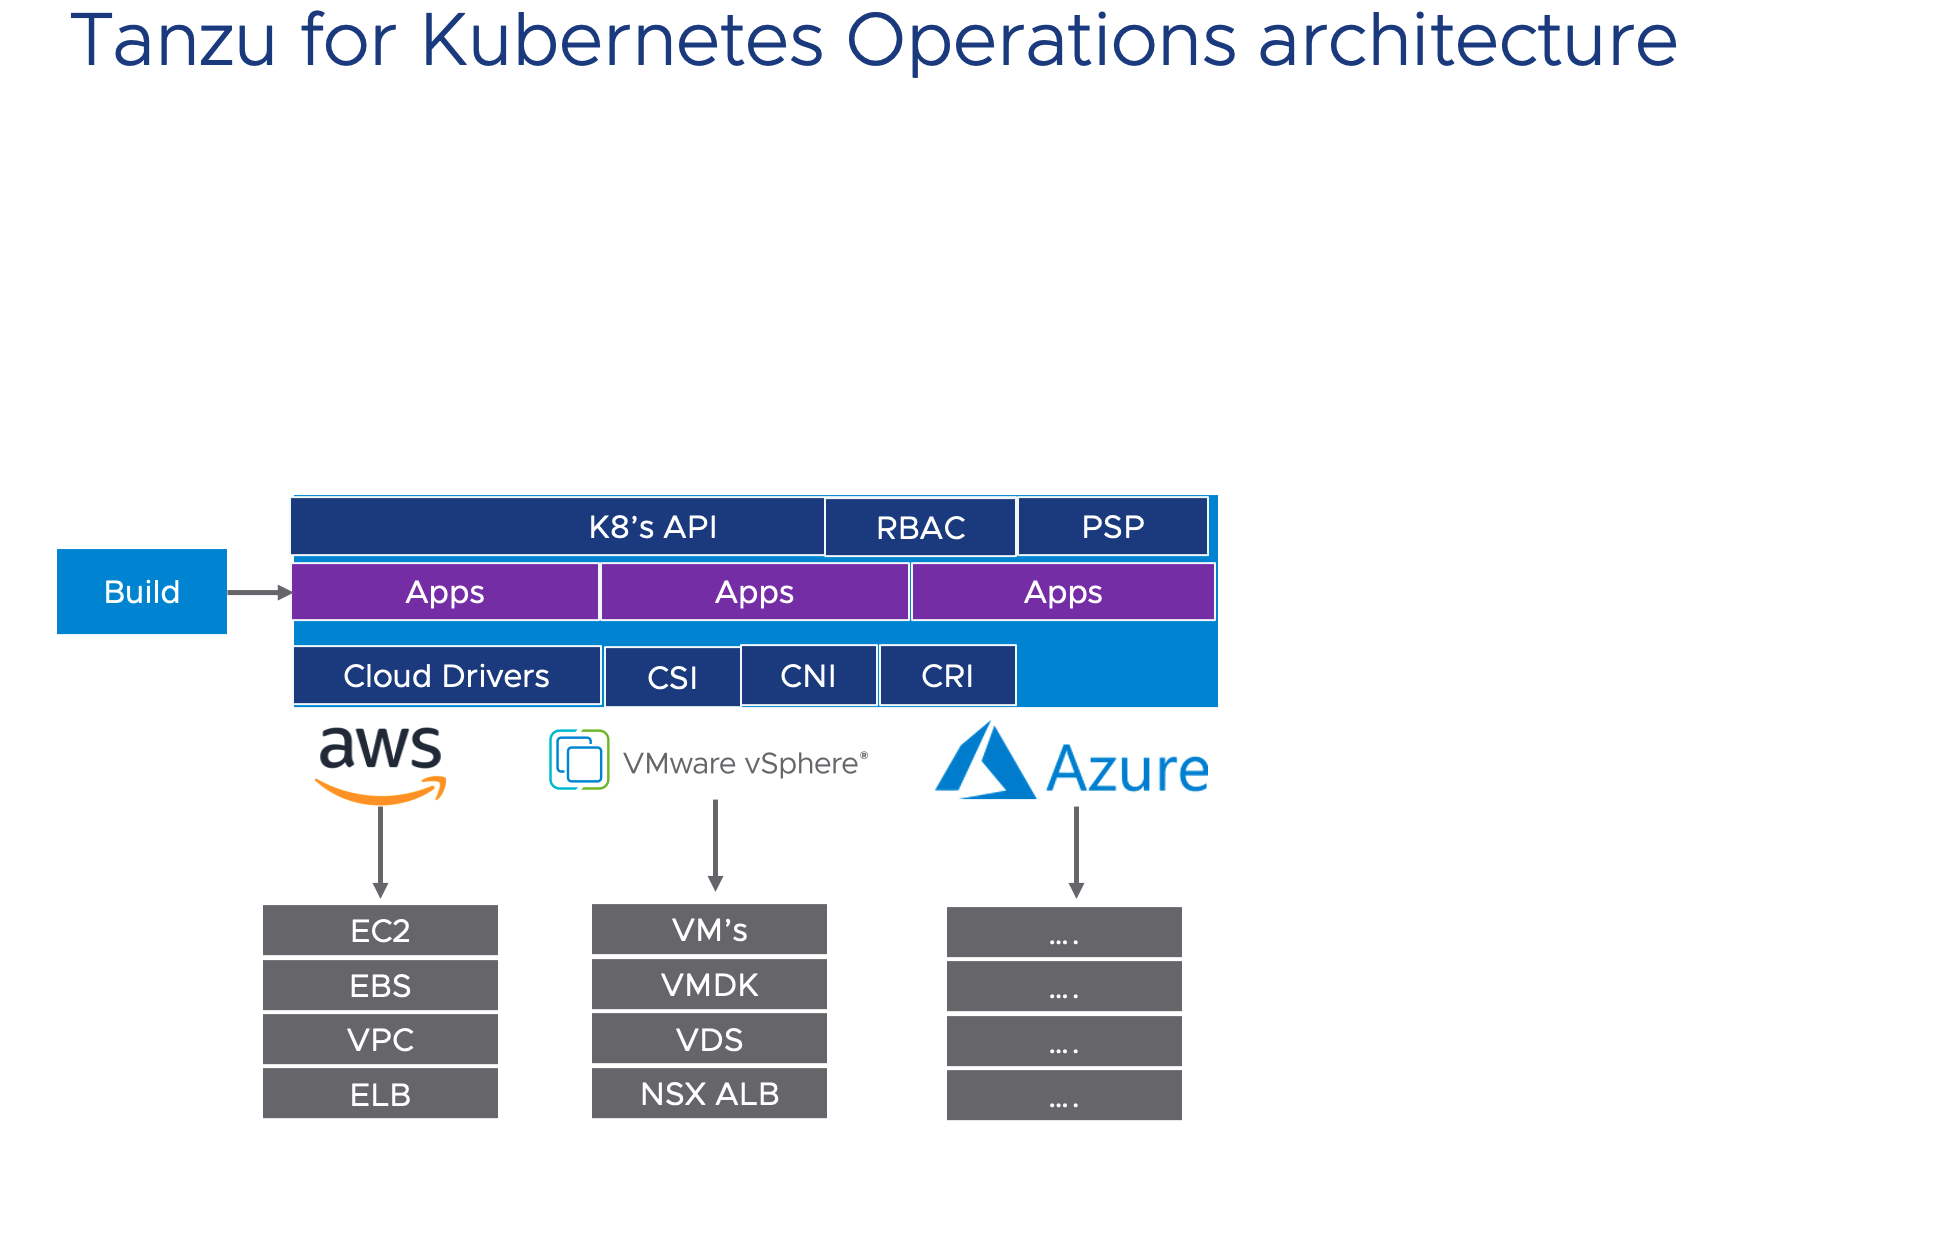 Tanzu for Kubernetes Operations architecture
K8’s API RBAC PSP
Build Apps Apps Apps
Cloud Drivers CSI CNI CRI
aws VMware vSphere® Azure
EC2 VM’s ....
EBS VMDK ....
VPC VDS ....
ELB NSX ALB ....